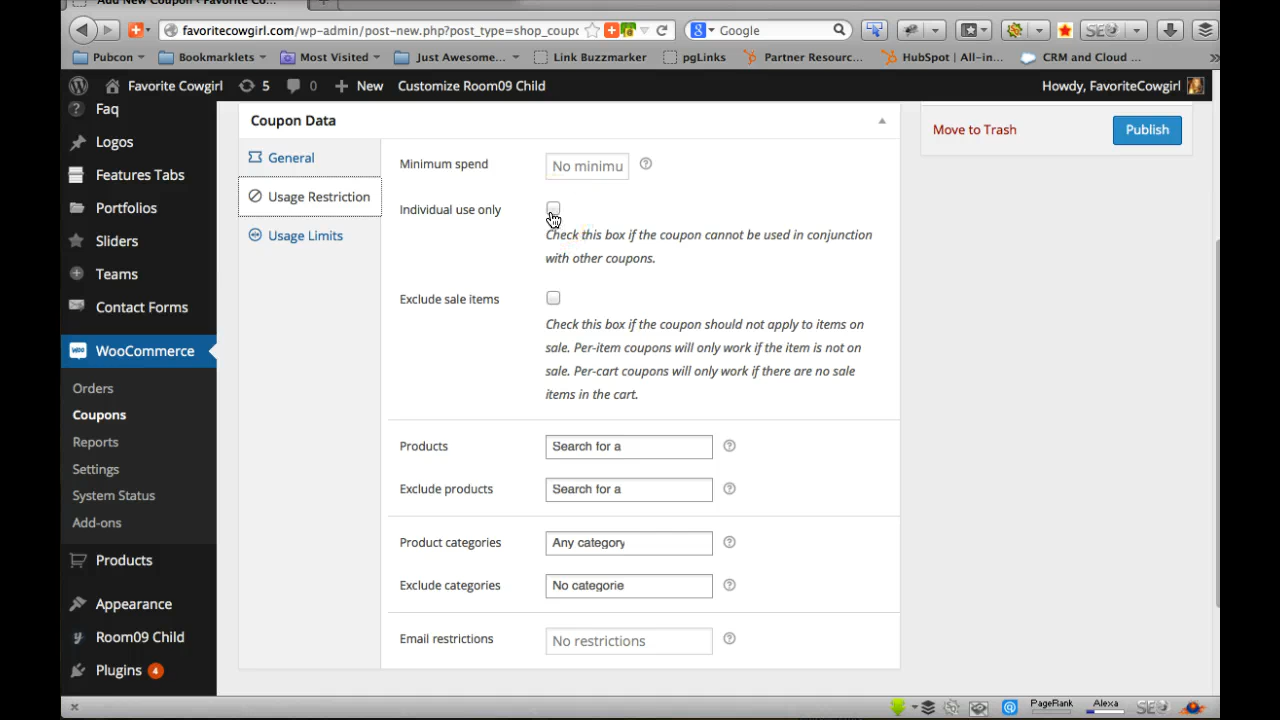 Add New Coupon ‹ Favorite Co...
favoritecowgirl.com/wp-admin/post-new.php?post_type=shop_coupo
Google
SEO
Pubcon
Bookmarklets
Most Visited
Just Awesome...
Link Buzzmarker
pgLinks
Partner Resourc...
HubSpot | All-in...
CRM and Cloud ...
»
Favorite Cowgirl
5
0
New
Customize Room09 Child
Howdy, FavoriteCowgirl
Faq
Logos
Features Tabs
Portfolios
Sliders
Teams
Contact Forms
WooCommerce
Orders
Coupons
Reports
Settings
System Status
Add-ons
Products
Appearance
Room09 Child
Plugins 4
Coupon Data
General
Usage Restriction
Usage Limits
Minimum spend
No minimu
Individual use only
Check this box if the coupon cannot be used in conjunction
with other coupons.
Exclude sale items
Check this box if the coupon should not apply to items on
sale. Per-item coupons will only work if the item is not on
sale. Per-cart coupons will only work if there are no sale
items in the cart.
Products
Search for a
Exclude products
Search for a
Product categories
Any category
Exclude categories
No categorie
Email restrictions
No restrictions
Move to Trash
Publish
PageRank
Alexa
SEO